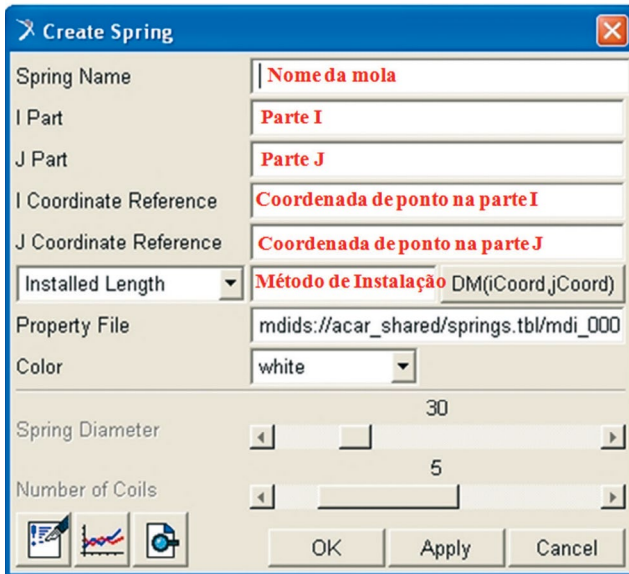 Create Spring
Spring Name Nome da mola
I Part Parte I
J Part Parte J
I Coordinate Reference Coordenada de ponto na parte I
J Coordinate Reference Coordenada de ponto na parte J
Installed Length Método de Instalação DM(iCoord,jCoord)
Property File mdids://acar_shared/springs.tbl/mdi_000
Color white
30
Spring Diameter
5
Number of Coils
OK Apply Cancel